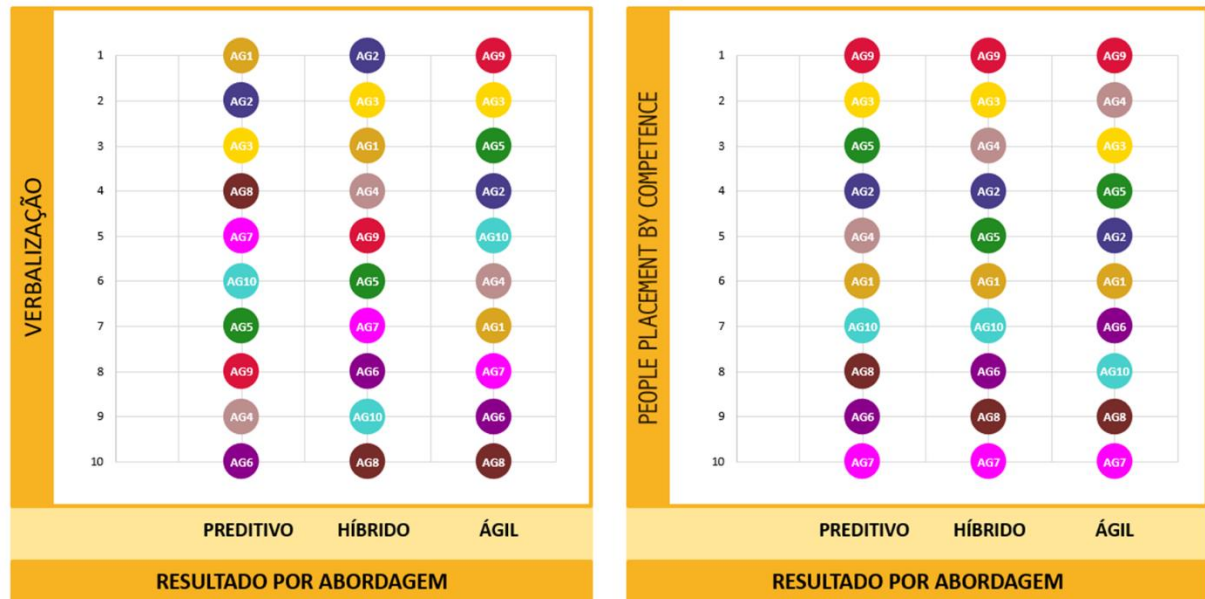 VERBALIZAÇÃO
1 AG1 AG2 AG9
2 AG2 AG3 AG3
3 AG3 AG1 AG5
4 AG8 AG4 AG2
5 AG7 AG9 AG10
6 AG10 AG5 AG4
7 AG5 AG7 AG1
8 AG9 AG6 AG7
9 AG4 AG10 AG6
10 AG6 AG8 AG8
PREDITIVO HÍBRIDO ÁGIL
RESULTADO POR ABORDAGEM
PEOPLE PLACEMENT BY COMPETENCE
1 AG9 AG9 AG9
2 AG3 AG3 AG4
3 AG5 AG4 AG3
4 AG2 AG2 AG5
5 AG4 AG5 AG2
6 AG1 AG1 AG1
7 AG10 AG10 AG6
8 AG8 AG6 AG10
9 AG6 AG8 AG8
10 AG7 AG7 AG7
PREDITIVO HÍBRIDO ÁGIL
RESULTADO POR ABORDAGEM